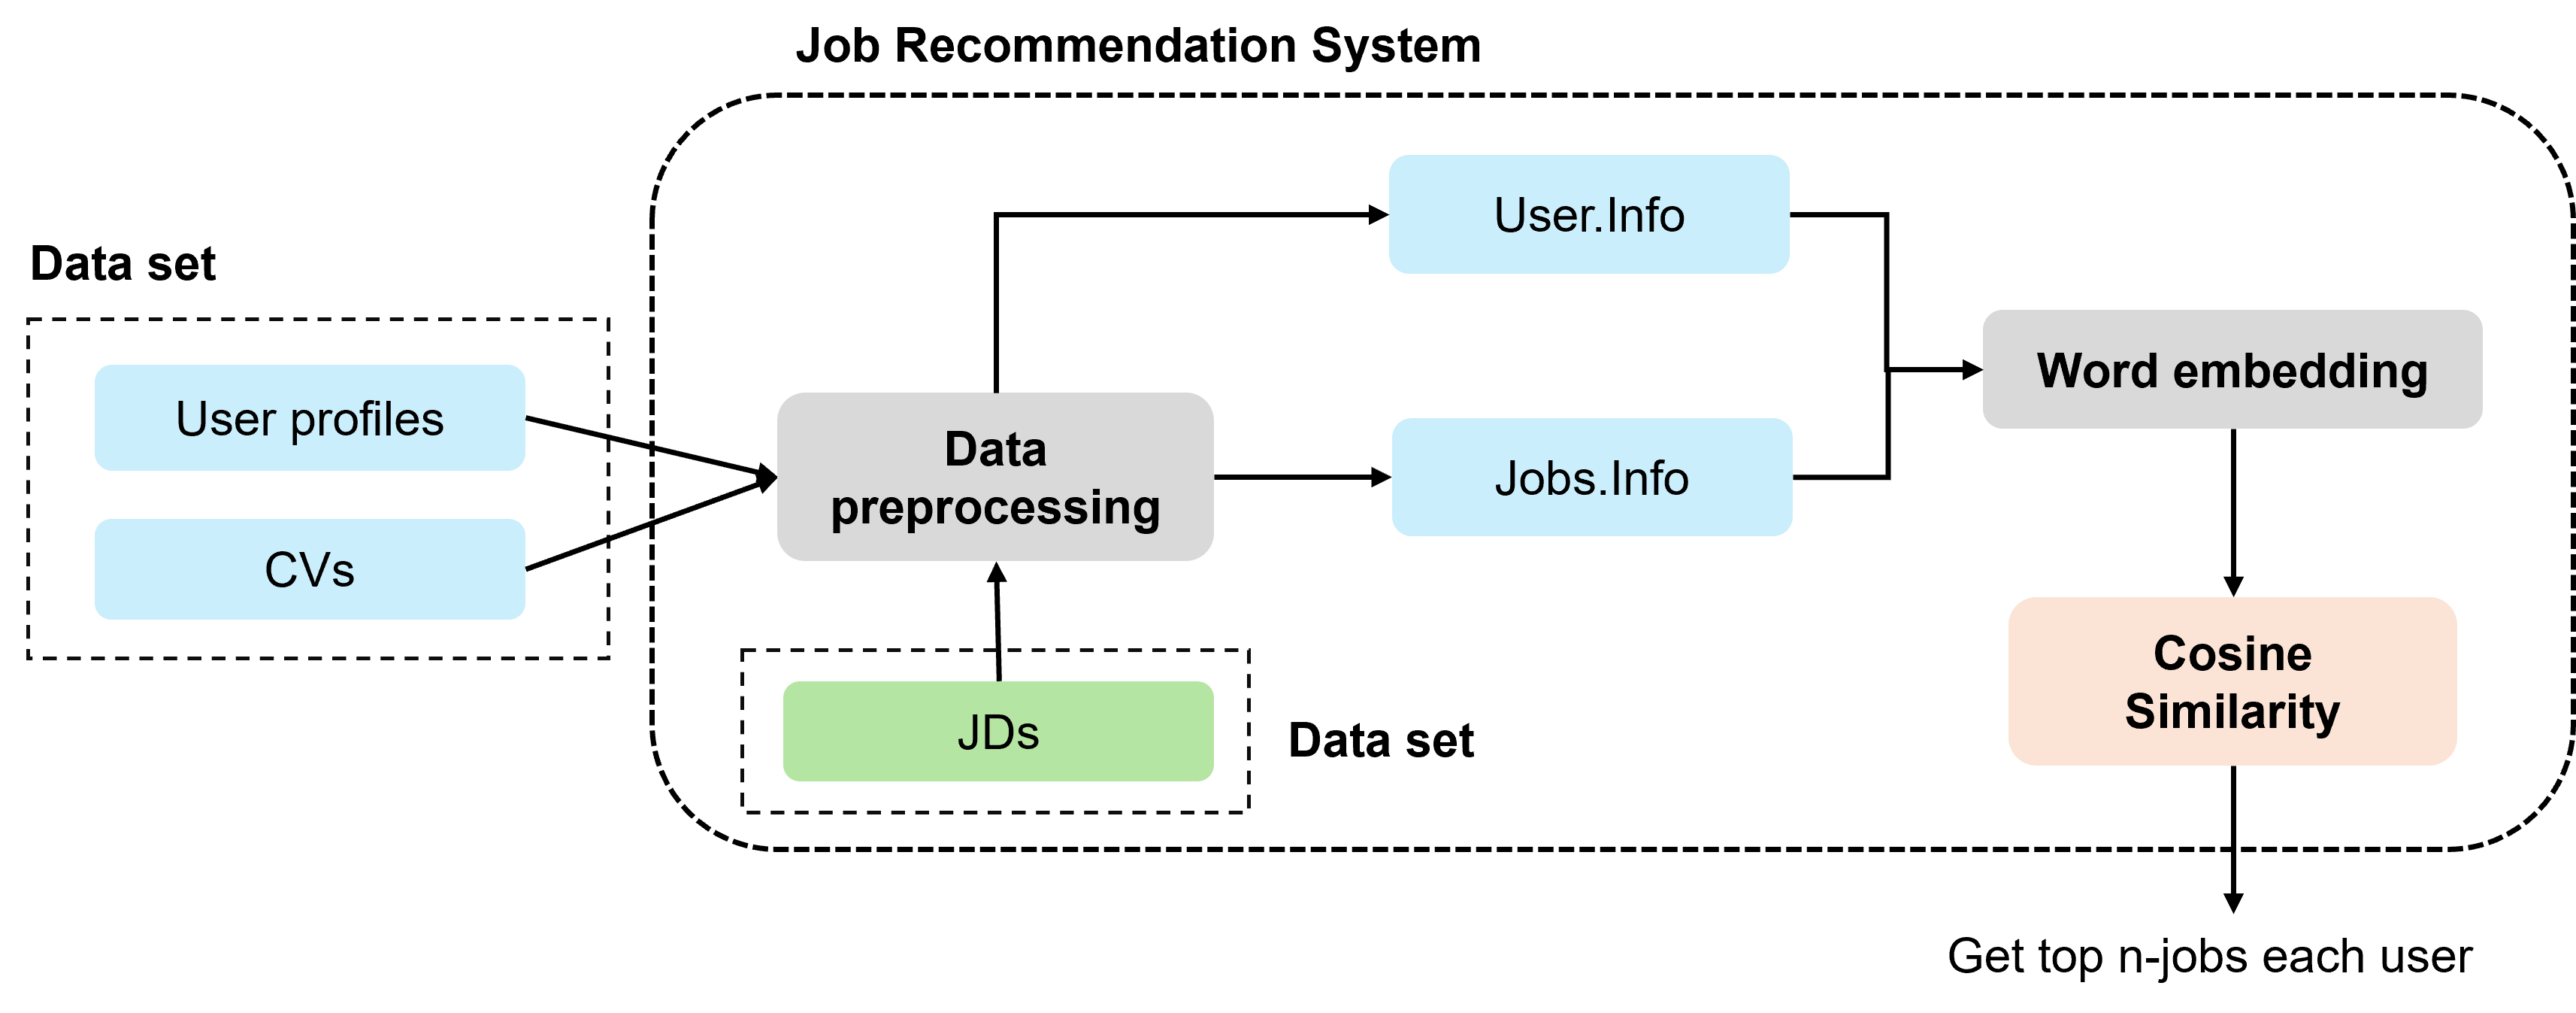 Job Recommendation System
Data set
User profiles
CVs
Data
preprocessing
JDs
Data set
User.Info
Jobs.Info
Word embedding
Cosine
Similarity
Get top n-jobs each user